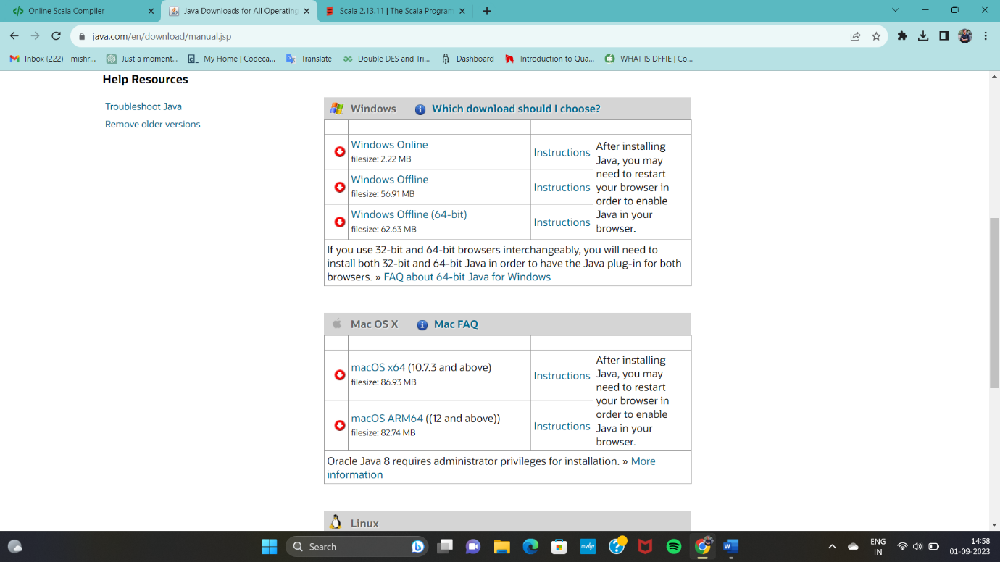 Online Scala Compiler
Java Downloads for All Operating
Scala 2.13.11 | The Scala Program
java.com/en/download/manual.jsp
Inbox (222) - mishr...
Just a moment...
My Home | Codeca...
Translate
Double DES and Tri...
Dashboard
Introduction to Qua...
WHAT IS DFFIE | Co...
Help Resources
Troubleshoot Java
Remove older versions
Windows
Which download should I choose?
Windows Online
filesize: 2.22 MB
Instructions
Windows Offline
filesize: 56.91 MB
Instructions
Windows Offline (64-bit)
filesize: 62.63 MB
Instructions
After installing
Java, you may
need to restart
your browser in
order to enable
Java in your
browser.
If you use 32-bit and 64-bit browsers interchangeably, you will need to
install both 32-bit and 64-bit Java in order to have the Java plug-in for both
browsers. » FAQ about 64-bit Java for Windows
Mac OS X
Mac FAQ
macOS x64 (10.7.3 and above)
filesize: 86.93 MB
Instructions
macOS ARM64 ((12 and above))
filesize: 82.74 MB
Instructions
After installing
Java, you may
need to restart
your browser in
order to enable
Java in your
browser.
Oracle Java 8 requires administrator privileges for installation. » More
information
Linux
Search
myhp
W
ENG
IN
14:58
01-09-2023